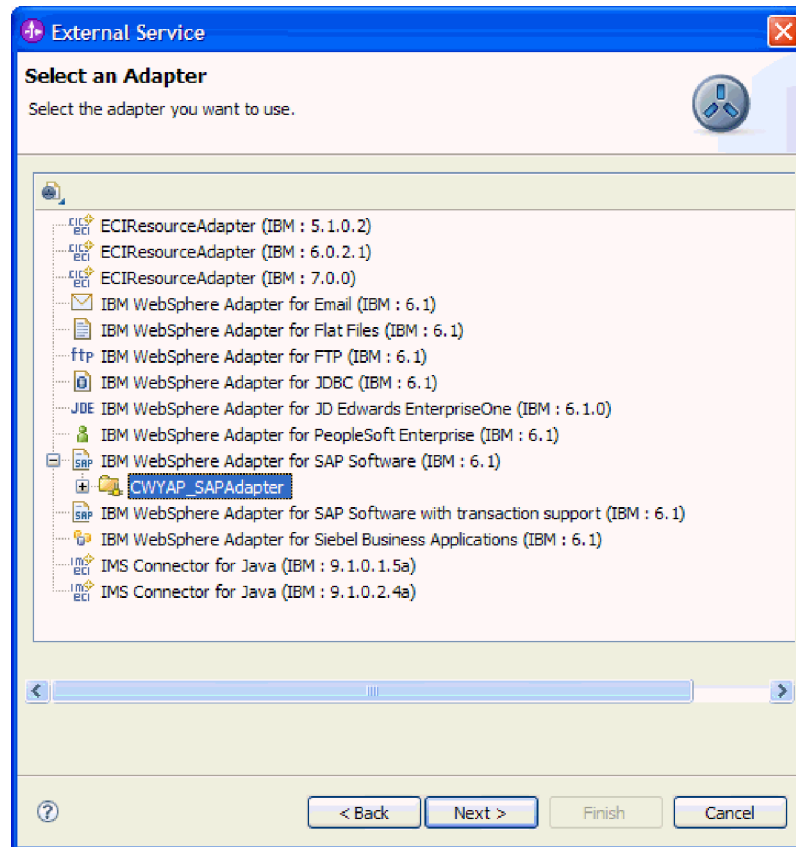 External Service
Select an Adapter
Select the adapter you want to use.
ECIResourceAdapter (IBM : 5.1.0.2)
ECIResourceAdapter (IBM : 6.0.2.1)
ECIResourceAdapter (IBM : 7.0.0)
IBM WebSphere Adapter for Email (IBM : 6.1)
IBM WebSphere Adapter for Flat Files (IBM : 6.1)
ftp IBM WebSphere Adapter for FTP (IBM : 6.1)
IBM WebSphere Adapter for JDBC (IBM : 6.1)
JDE IBM WebSphere Adapter for JD Edwards EnterpriseOne (IBM : 6.1.0)
IBM WebSphere Adapter for PeopleSoft Enterprise (IBM : 6.1)
SAP IBM WebSphere Adapter for SAP Software (IBM : 6.1)
CWYAP_SAPAdapter
SAP IBM WebSphere Adapter for SAP Software with transaction support (IBM : 6.1)
IBM WebSphere Adapter for Siebel Business Applications (IBM : 6.1)
IMS Connector for Java (IBM : 9.1.0.1.5a)
IMS Connector for Java (IBM : 9.1.0.2.4a)
? < Back Next > Finish Cancel